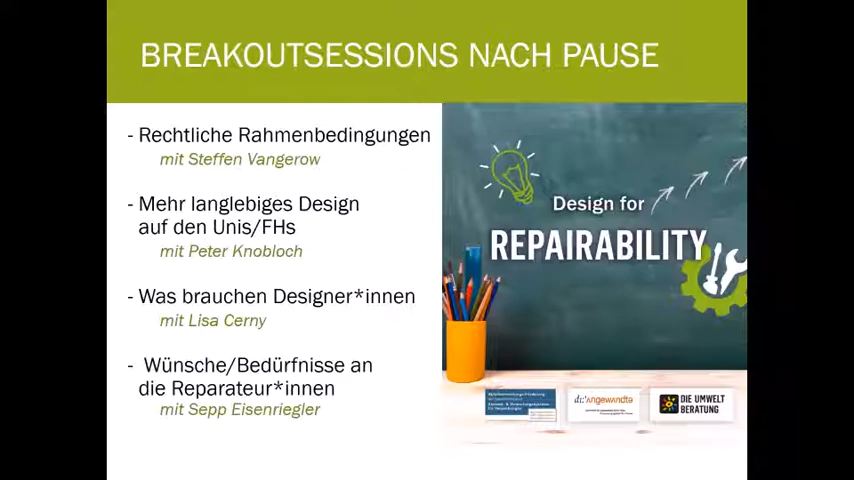 BREAKOUTSESSIONS NACH PAUSE
- Rechtliche Rahmenbedingungen
mit Steffen Vangerow
- Mehr langlebiges Design
auf den Unis/FHs
mit Peter Knobloch
- Was brauchen Designer*innen
mit Lisa Cerny
- Wünsche/Bedürfnisse an
die Reparateur*innen
mit Sepp Eisenriegler
Design for
REPAIRABILITY
di:'ANGEWANDTE
DIE UMWELT
BERATUNG